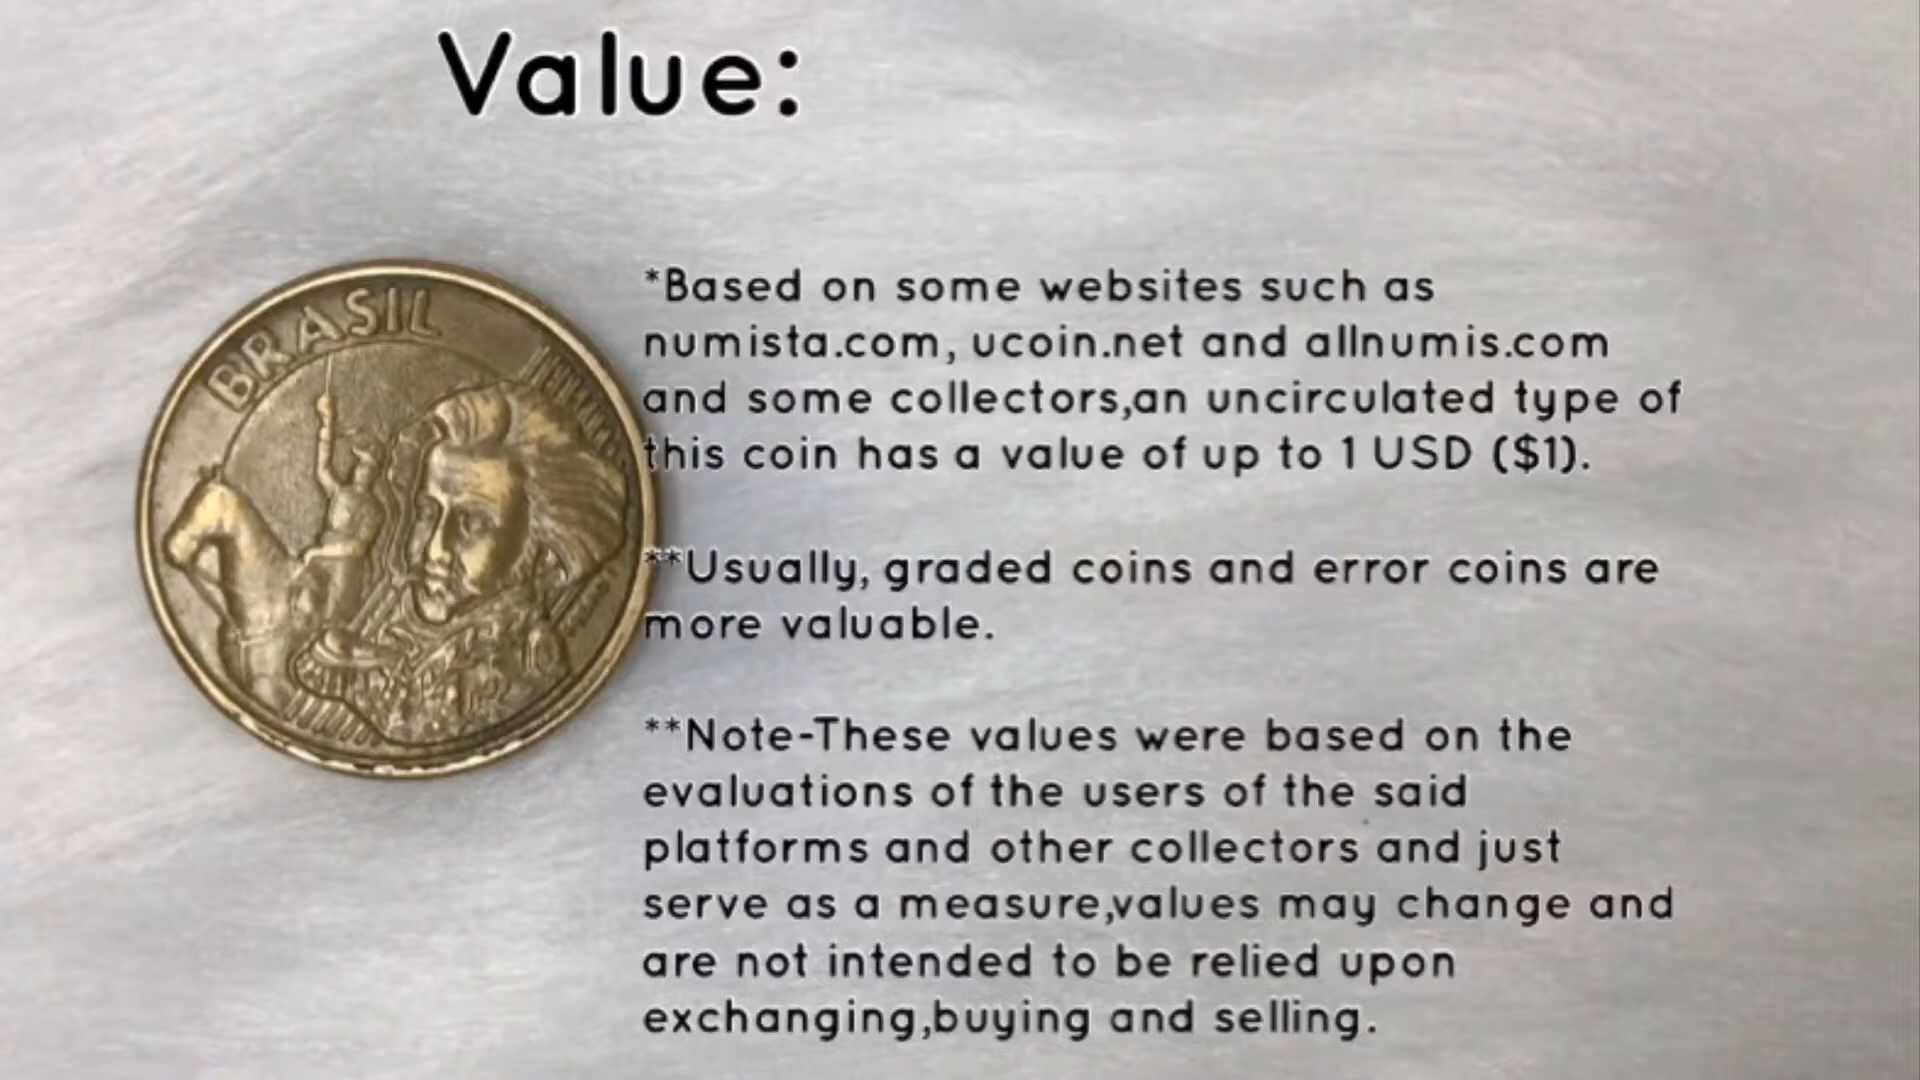 Value:
BRASIL
*Based on some websites such as
numista.com, ucoin.net and allnumis.com
and some collectors,an uncirculated type of
this coin has a value of up to 1 USD ($1).
**Usually, graded coins and error coins are
more valuable.
**Note-These values were based on the
evaluations of the users of the said
platforms and other collectors and just
serve as a measure,values may change and
are not intended to be relied upon
exchanging,buying and selling.